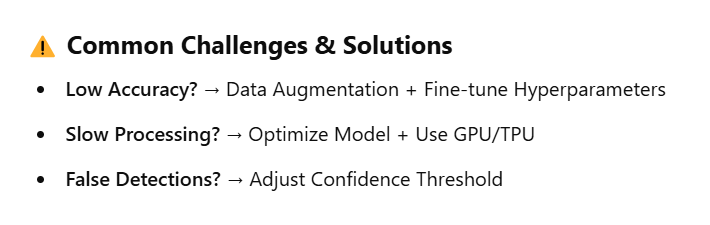 ⚠️ Common Challenges & Solutions
• Low Accuracy? → Data Augmentation + Fine-tune Hyperparameters
• Slow Processing? → Optimize Model + Use GPU/TPU
• False Detections? → Adjust Confidence Threshold